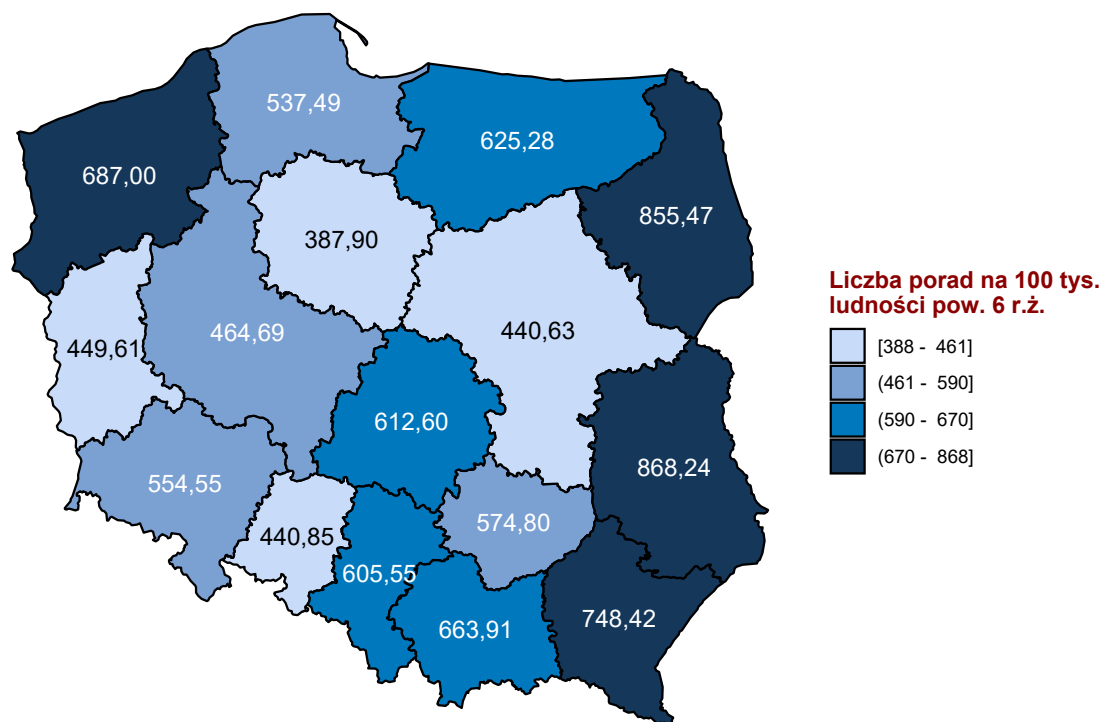 537,49
625,28
687,00
855,47
387,90
464,69
440,63
449,61
612,60
868,24
554,55
574,80
440,85
605,55
748,42
663,91
Liczba porad na 100 tys.
ludności pow. 6 r.ż.
[388 - 461]
(461 - 590]
(590 - 670]
(670 - 868]